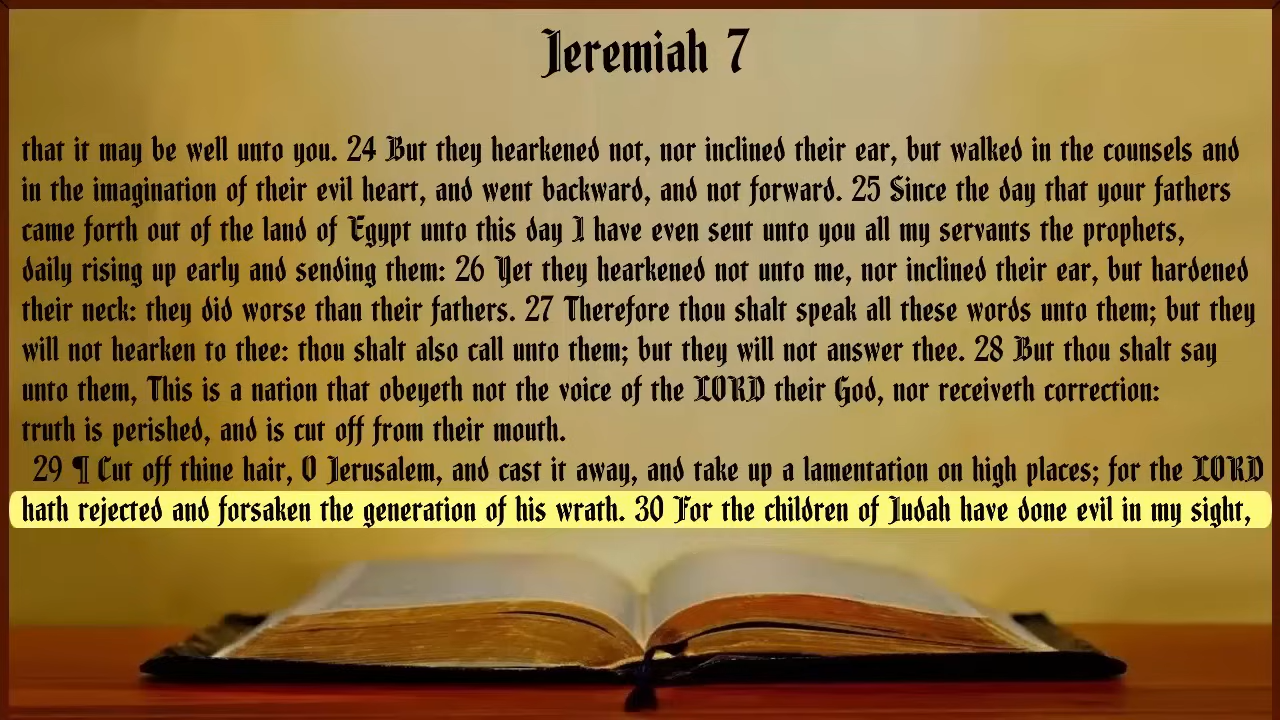 Jeremiah 7
that it may be well unto you. 24 But they hearkened not, nor inclined their ear, but walked in the counsels and
in the imagination of their evil heart, and went backward, and not forward. 25 Since the day that your fathers
came forth out of the land of Egypt unto this day I have even sent unto you all my servants the prophets,
daily rising up early and sending them: 26 Yet they hearkened not unto me, nor inclined their ear, but hardened
their neck: they did worse than their fathers. 27 Therefore thou shalt speak all these words unto them; but they
will not hearken to thee: thou shalt also call unto them; but they will not answer thee. 28 But thou shalt say
unto them, This is a nation that obeyeth not the voice of the LORD their God, nor receiveth correction:
truth is perished, and is cut off from their mouth.
29 ¶ Cut off thine hair, O Jerusalem, and cast it away, and take up a lamentation on high places; for the LORD
hath rejected and forsaken the generation of his wrath. 30 For the children of Judah have done evil in my sight,